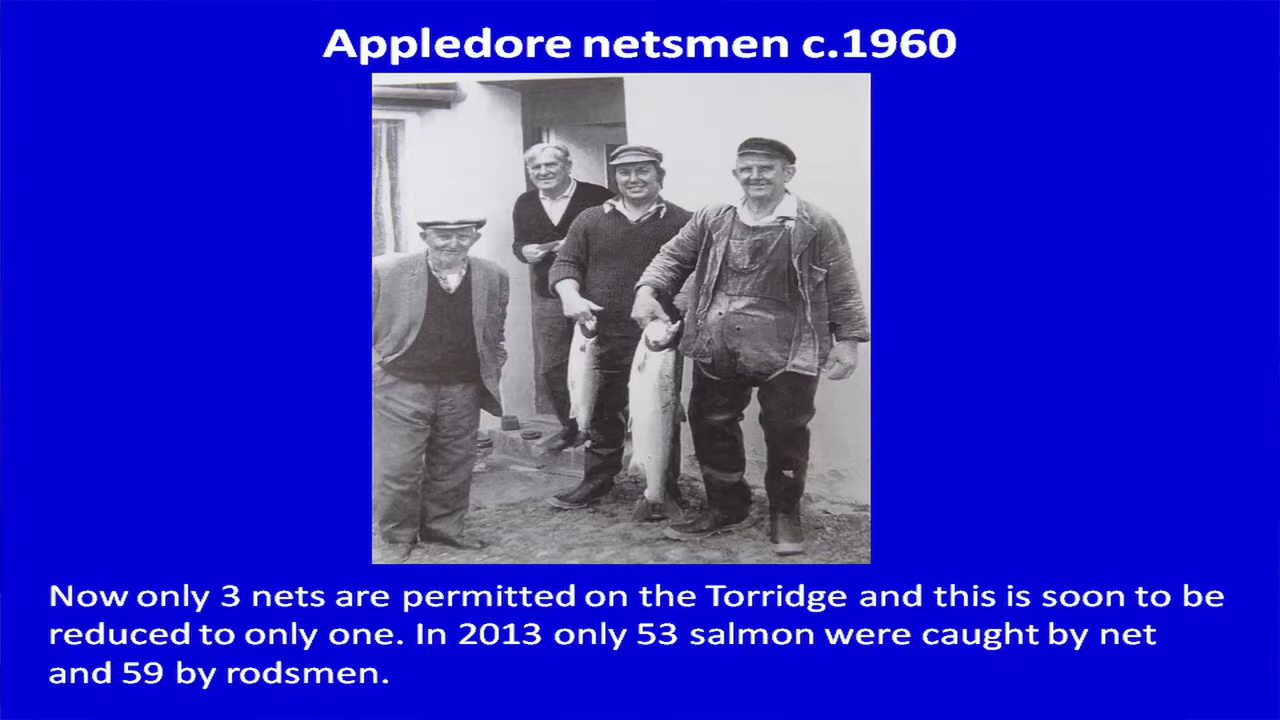 Appledore netsmen c.1960
Now only 3 nets are permitted on the Torridge and this is soon to be
reduced to only one. In 2013 only 53 salmon were caught by net
and 59 by rodsmen.